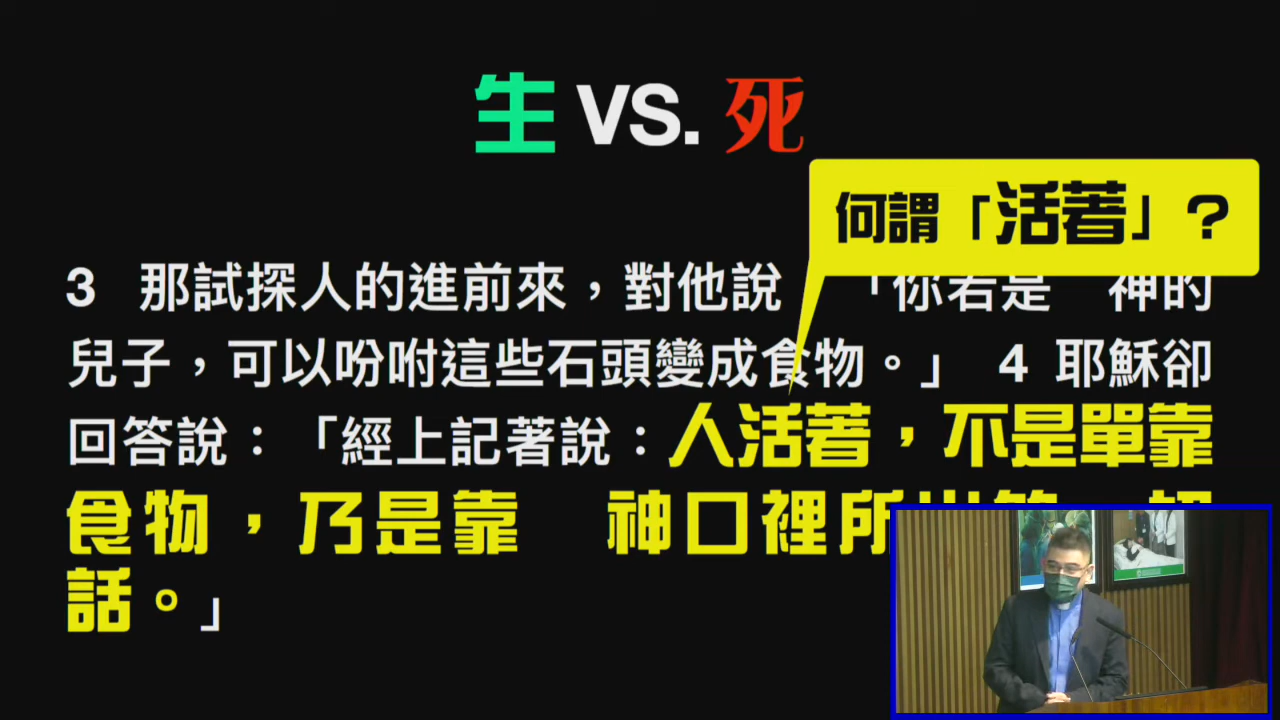 生 VS. 死
何謂「活著」？
3 那試探人的進前來，對他說 「你若是 神的
兒子，可以吩咐這些石頭變成食物。」 4 耶穌卻
回答說：「經上記著說：人活著，不是單靠
食物，乃是靠 神口裡所
話。」